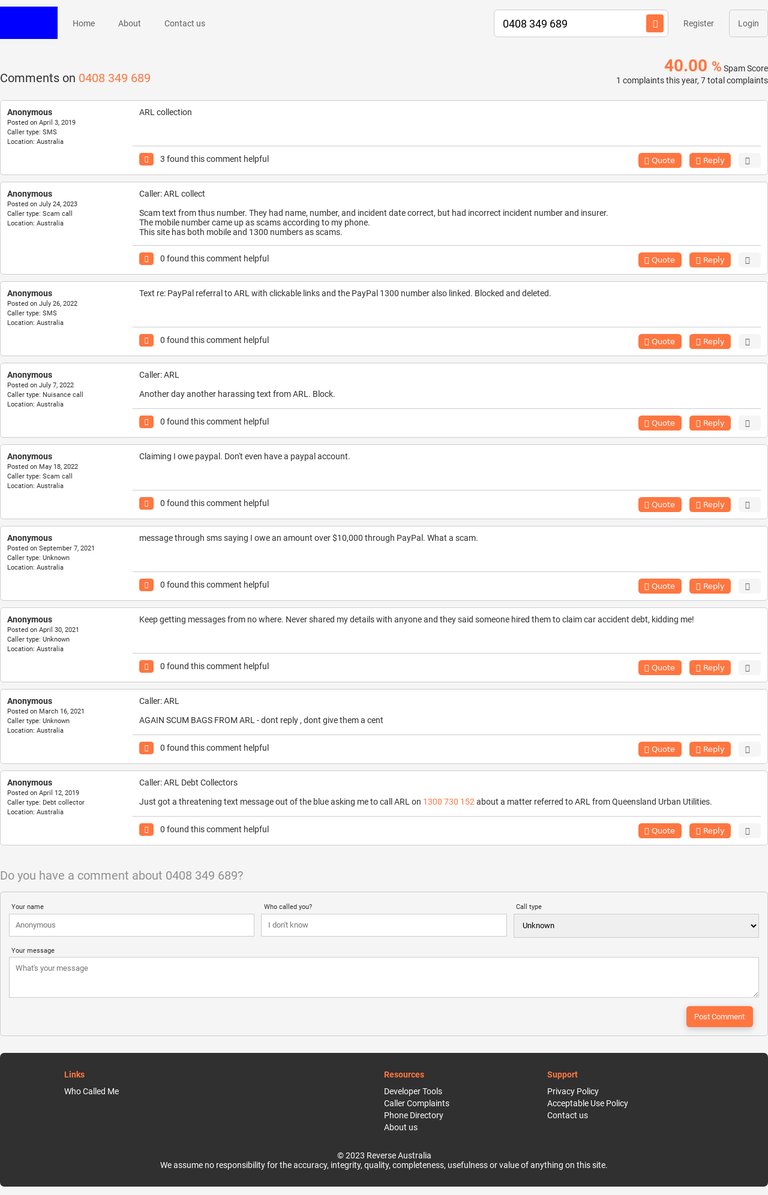 Home About Contact us 0408 349 689 Register Login
Comments on 0408 349 689
40.00 % Spam Score
1 complaints this year, 7 total complaints
Anonymous
Posted on April 3, 2019
Caller type: SMS
Location: Australia
ARL collection
3 found this comment helpful
Quote Reply
Anonymous
Posted on July 24, 2023
Caller type: Scam call
Location: Australia
Caller: ARL collect
Scam text from thus number. They had name, number, and incident date correct, but had incorrect incident number and insurer.
The mobile number came up as scams according to my phone.
This site has both mobile and 1300 numbers as scams.
0 found this comment helpful
Quote Reply
Anonymous
Posted on July 26, 2022
Caller type: SMS
Location: Australia
Text re: PayPal referral to ARL with clickable links and the PayPal 1300 number also linked. Blocked and deleted.
0 found this comment helpful
Quote Reply
Anonymous
Posted on July 7, 2022
Caller type: Nuisance call
Location: Australia
Caller: ARL
Another day another harassing text from ARL. Block.
0 found this comment helpful
Quote Reply
Anonymous
Posted on May 18, 2022
Caller type: Scam call
Location: Australia
Claiming I owe paypal. Don't even have a paypal account.
0 found this comment helpful
Quote Reply
Anonymous
Posted on September 7, 2021
Caller type: Unknown
Location: Australia
message through sms saying I owe an amount over $10,000 through PayPal. What a scam.
0 found this comment helpful
Quote Reply
Anonymous
Posted on April 30, 2021
Caller type: Unknown
Location: Australia
Keep getting messages from no where. Never shared my details with anyone and they said someone hired them to claim car accident debt, kidding me!
0 found this comment helpful
Quote Reply
Anonymous
Posted on March 16, 2021
Caller type: Unknown
Location: Australia
Caller: ARL
AGAIN SCUM BAGS FROM ARL - dont reply , dont give them a cent
0 found this comment helpful
Quote Reply
Anonymous
Posted on April 12, 2019
Caller type: Debt collector
Location: Australia
Caller: ARL Debt Collectors
Just got a threatening text message out of the blue asking me to call ARL on 1300 730 152 about a matter referred to ARL from Queensland Urban Utilities.
0 found this comment helpful
Quote Reply
Do you have a comment about 0408 349 689?
Your name Who called you? Call type
Anonymous I don't know Unknown
Your message
What's your message
Post Comment
Links
Who Called Me
Resources
Developer Tools
Caller Complaints
Phone Directory
About us
Support
Privacy Policy
Acceptable Use Policy
Contact us
© 2023 Reverse Australia
We assume no responsibility for the accuracy, integrity, quality, completeness, usefulness or value of anything on this site.